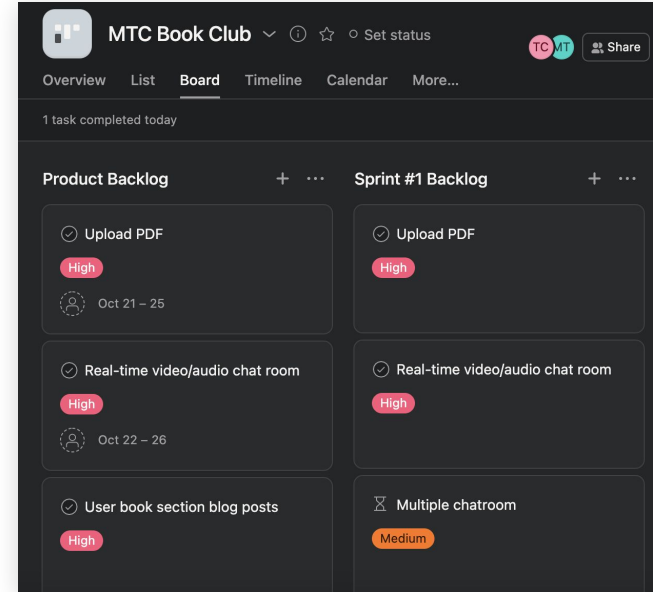 MTC Book Club
Set status
TC MT
Share
Overview List Board Timeline Calendar More...
1 task completed today
Product Backlog
Upload PDF
High
Oct 21 – 25
Real-time video/audio chat room
High
Oct 22 – 26
User book section blog posts
High
Sprint #1 Backlog
Upload PDF
High
Real-time video/audio chat room
High
Multiple chatroom
Medium